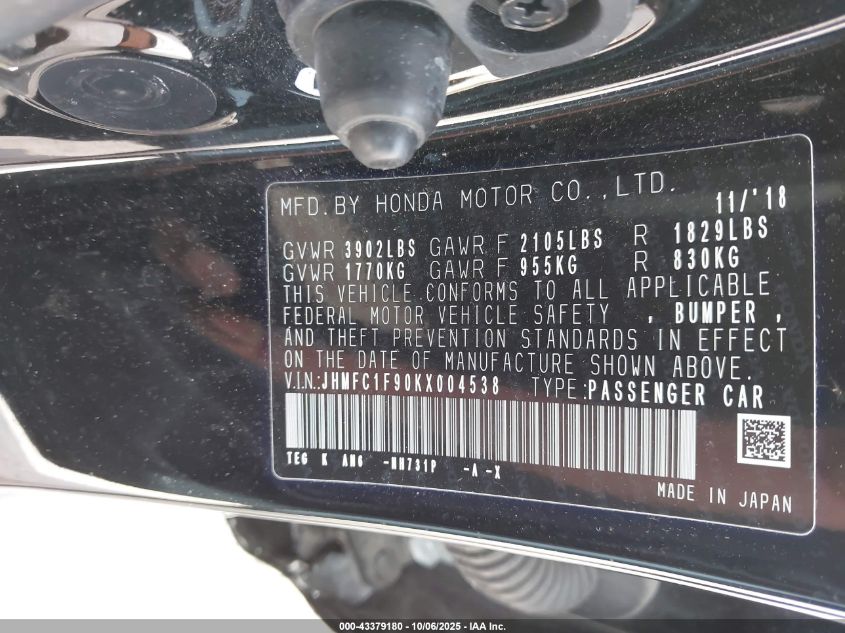 MFD. BY HONDA MOTOR CO., LTD. 11/'18
GVWR 3902LBS GAWR F 2105LBS R 1829LBS
GVWR 1770KG GAWR F 955KG R 830KG
THIS VEHICLE CONFORMS TO ALL APPLICABLE
FEDERAL MOTOR VEHICLE SAFETY , BUMPER ,
AND THEFT PREVENTION STANDARDS IN EFFECT
ON THE DATE OF MANUFACTURE SHOWN ABOVE.
V.I.N.:JHMFC1F90KX004538 TYPE:PASSENGER CAR
TEG K AN6 -NH731P -A -X
MADE IN JAPAN
000-43379180 - 10/06/2025 - IAA Inc.